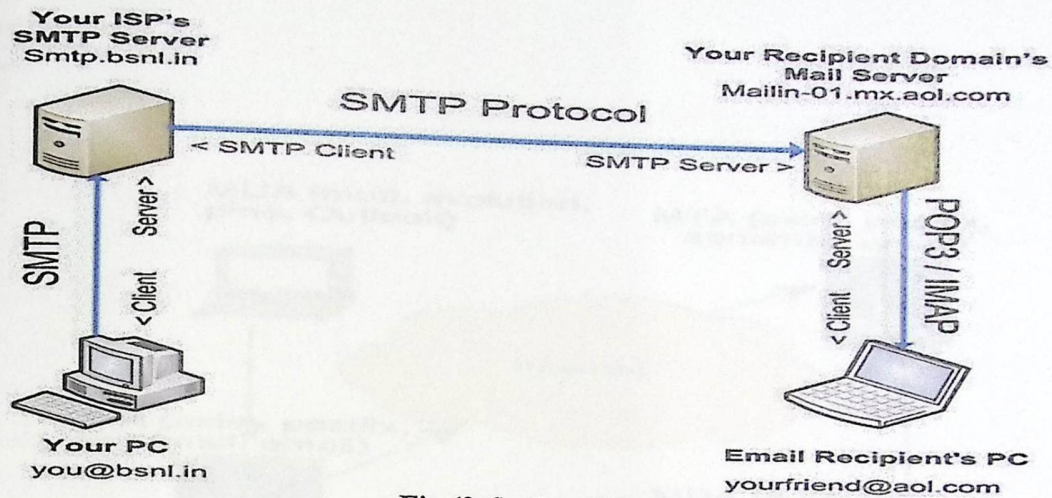 Your ISP's
SMTP Server
Smtp.bsnl.in
Your Recipient Domain's
Mail Server
Mailin-01.mx.aol.com
SMTP Protocol
< SMTP Client
SMTP Server >
SMTP
< Client Server >
< Client Server >
POP3 / IMAP
Your PC
you@bsnl.in
Email Recipient's PC
yourfriend@aol.com